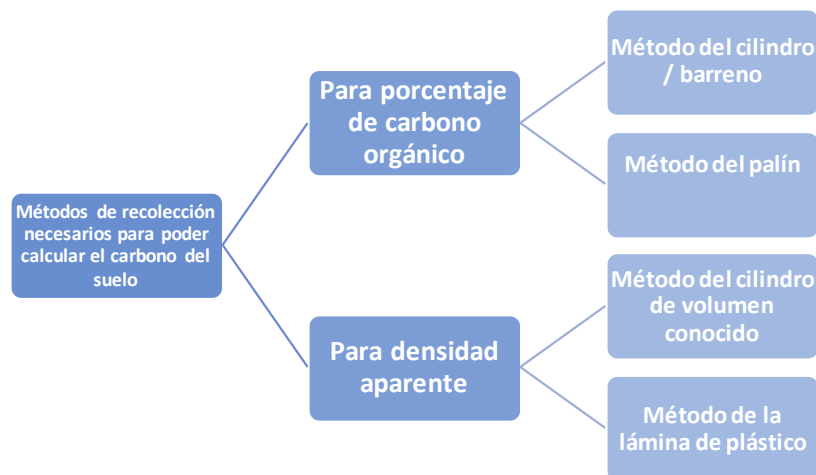 Métodos de recolección
necesarios para poder
calcular el carbono del
suelo
Para porcentaje
de carbono
orgánico
Método del cilindro
/ barreno
Método del palín
Para densidad
aparente
Método del cilindro
de volumen
conocido
Método de la
lámina de plástico